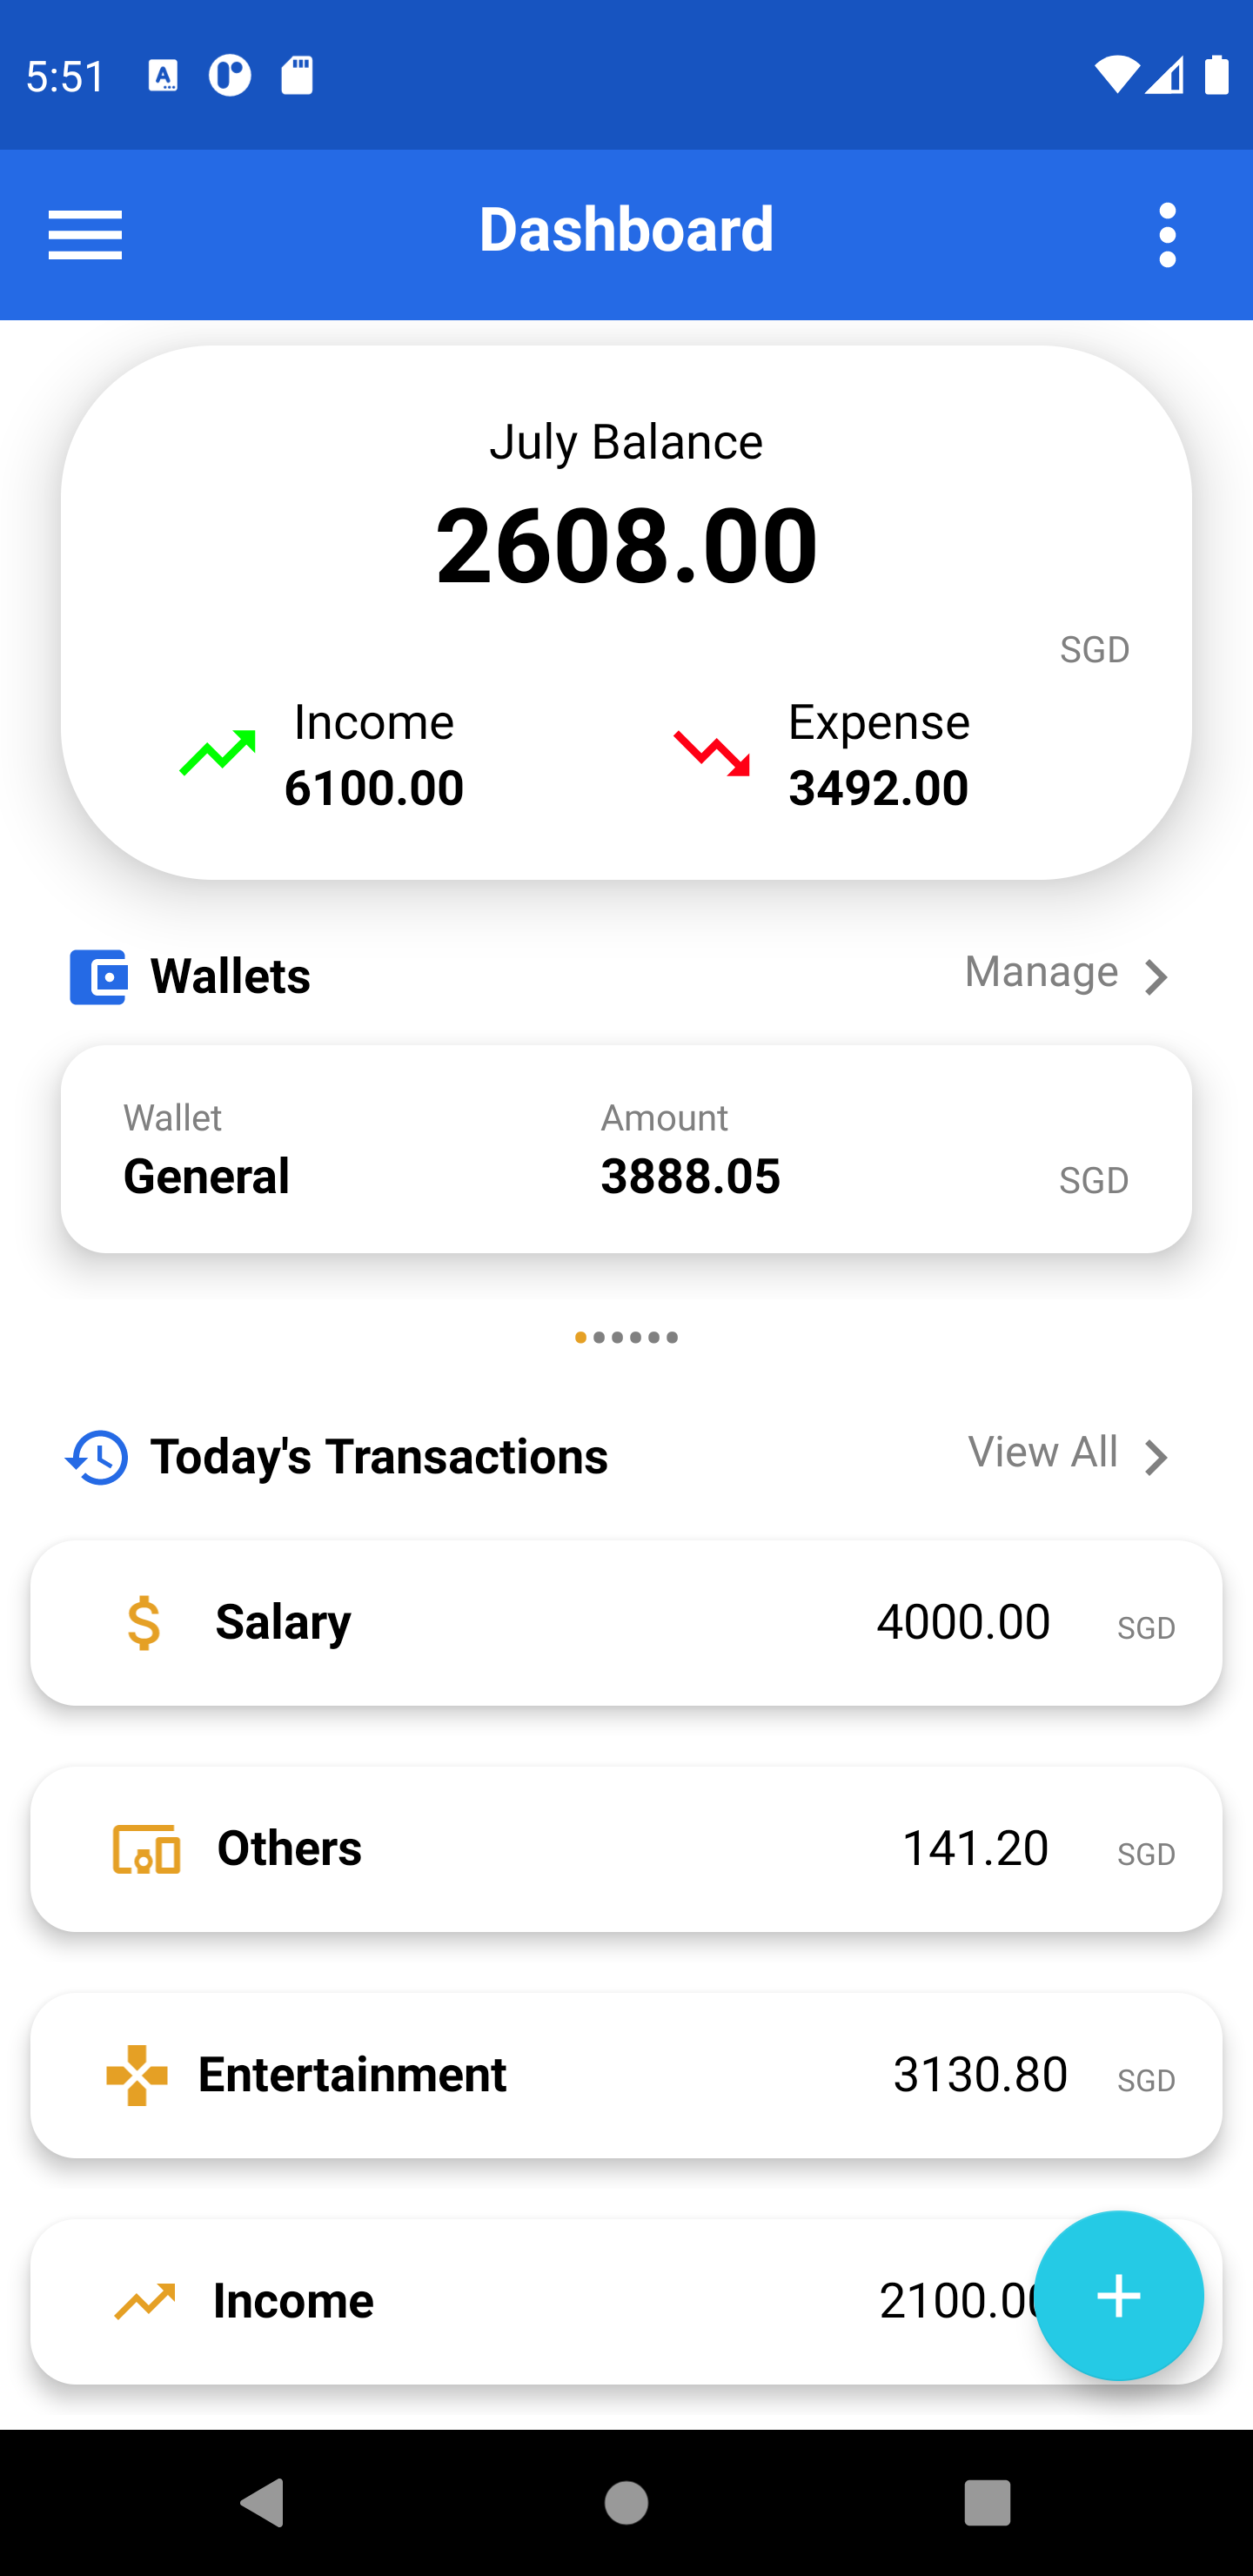 5:51
Dashboard
July Balance
2608.00
SGD
Income
6100.00
Expense
3492.00
Wallets
Manage
Wallet
General
Amount
3888.05
SGD
Today's Transactions
View All
Salary
4000.00
SGD
Others
141.20
SGD
Entertainment
3130.80
SGD
Income
2100.00